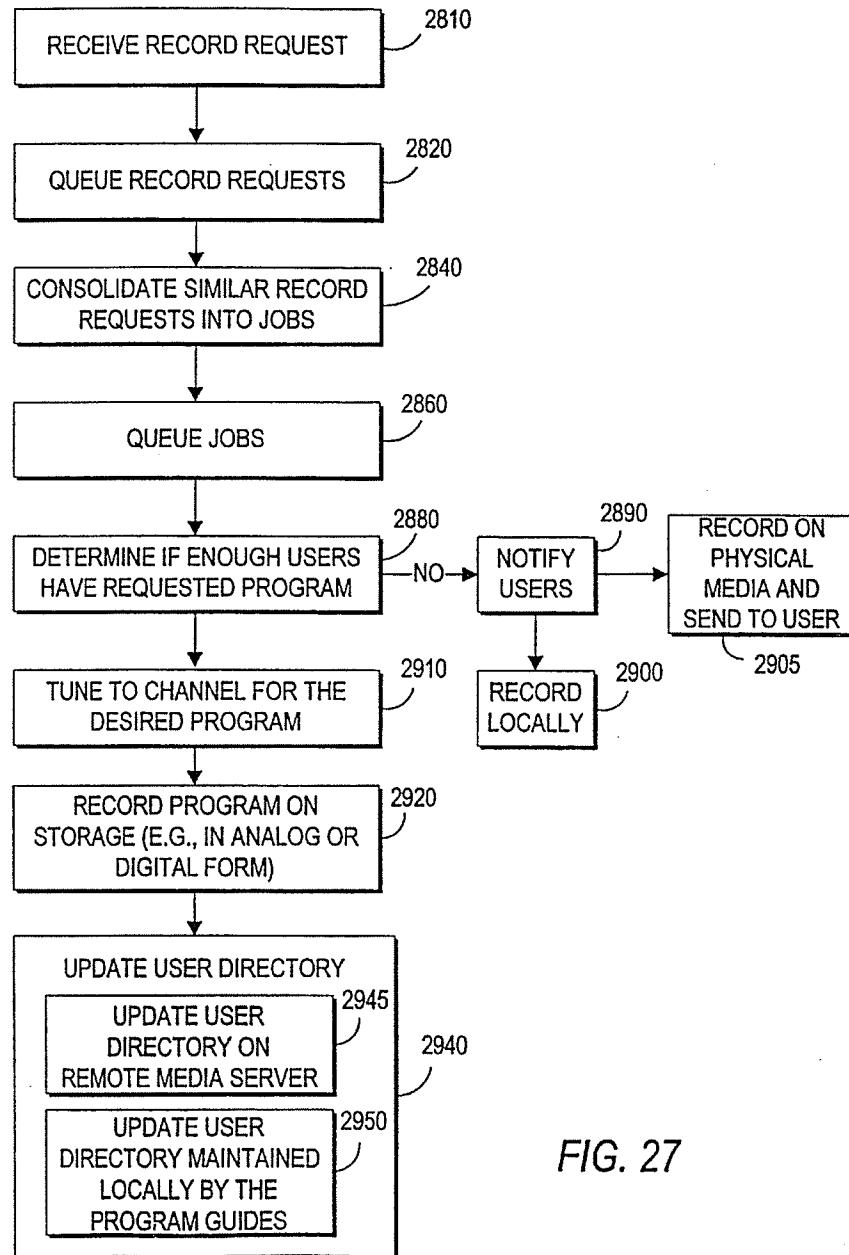 RECEIVE RECORD REQUEST
2810
QUEUE RECORD REQUESTS
2820
CONSOLIDATE SIMILAR RECORD
REQUESTS INTO JOBS
2840
QUEUE JOBS
2860
DETERMINE IF ENOUGH USERS
HAVE REQUESTED PROGRAM
2880
NO
NOTIFY
USERS
2890
RECORD ON
PHYSICAL
MEDIA AND
SEND TO USER
2905
RECORD
LOCALLY
2900
TUNE TO CHANNEL FOR THE
DESIRED PROGRAM
2910
RECORD PROGRAM ON
STORAGE (E.G., IN ANALOG OR
DIGITAL FORM)
2920
UPDATE USER DIRECTORY
2940
UPDATE USER
DIRECTORY ON
REMOTE MEDIA SERVER
2945
UPDATE USER
DIRECTORY MAINTAINED
LOCALLY BY THE
PROGRAM GUIDES
2950
FIG. 27